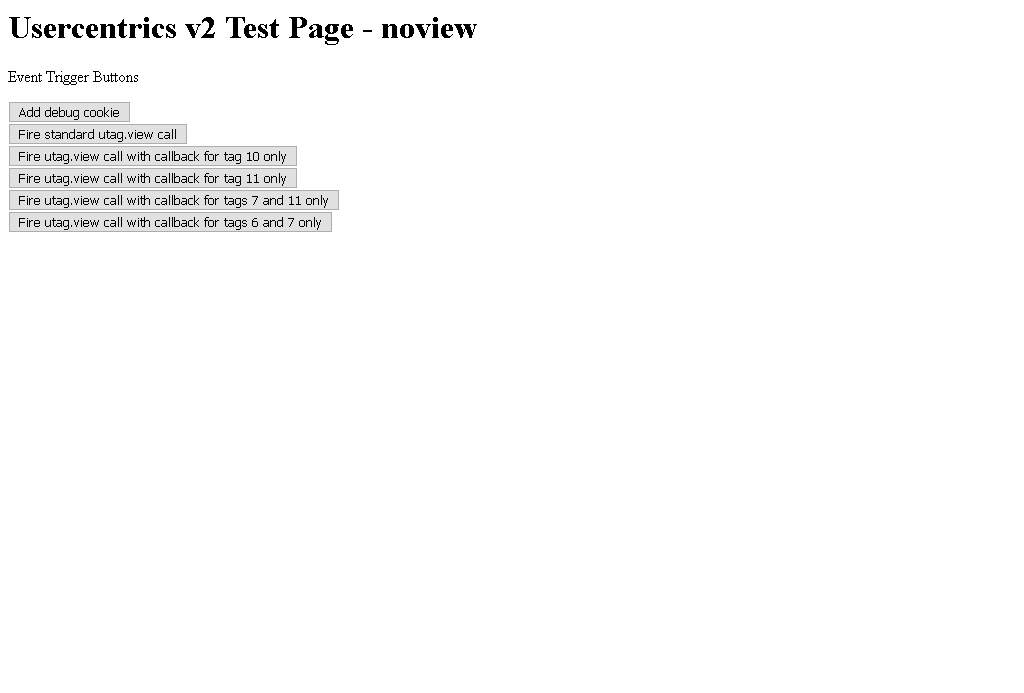 Usercentrics v2 Test Page - noview
Event Trigger Buttons
Add debug cookie
Fire standard utag.view call
Fire utag.view call with callback for tag 10 only
Fire utag.view call with callback for tag 11 only
Fire utag.view call with callback for tags 7 and 11 only
Fire utag.view call with callback for tags 6 and 7 only